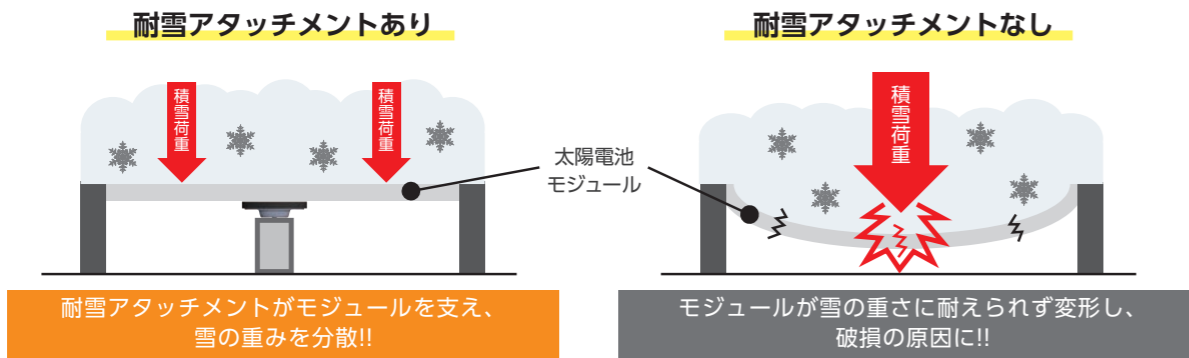 耐雪アタッチメントあり
積雪荷重
積雪荷重
耐雪アタッチメントがモジュールを支え、
雪の重みを分散!!
太陽電池
モジュール
耐雪アタッチメントなし
積雪荷重
モジュールが雪の重さに耐えられず変形し、
破損の原因に!!